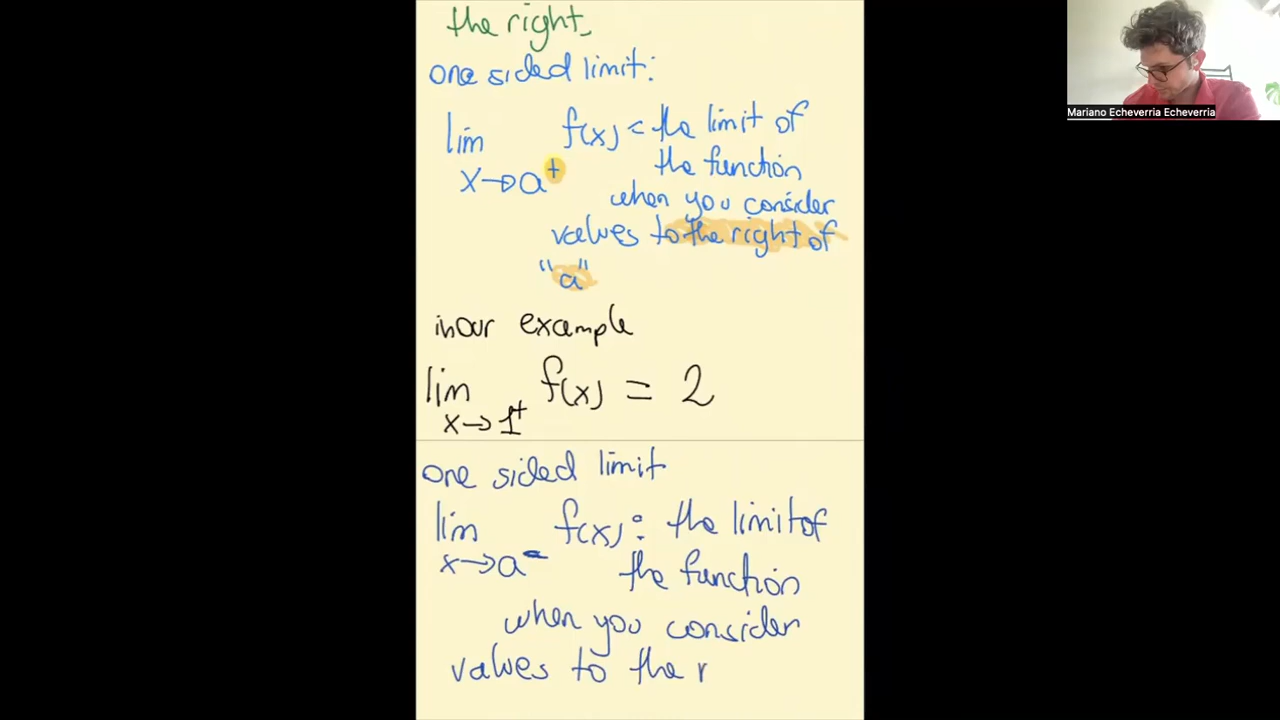 the right.
one sided limit:
lim f(x) = the limit of
x→a⁺ the function
when you consider
values to the right of
"a"
in our example
lim f(x) = 2
x→1⁺
one sided limit
lim f(x): the limit of
x→a⁻ the function
when you consider
values to the r
Mariano Echeverria Echeverria